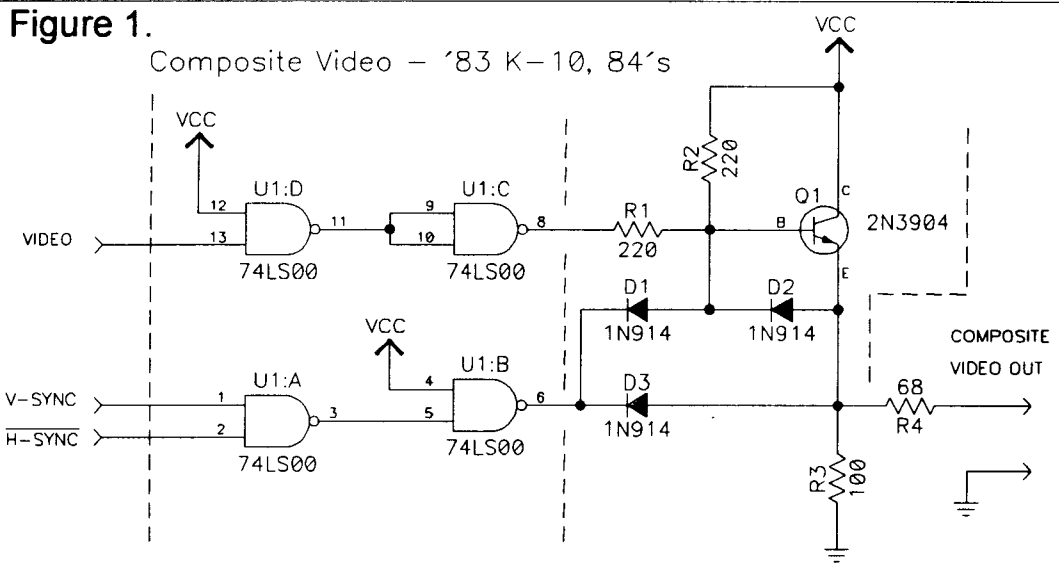 Figure 1.
Composite Video – '83 K-10, 84's
VCC
VCC
U1:D
12
13
11
74LS00
VIDEO
U1:C
9
10
8
74LS00
R1
220
R2
220
Q1
B
C
E
2N3904
D1
1N914
D2
1N914
VCC
U1:A
1
2
3
74LS00
V-SYNC
H-SYNC
U1:B
4
5
6
74LS00
D3
1N914
COMPOSITE
VIDEO OUT
68
R4
R3
100